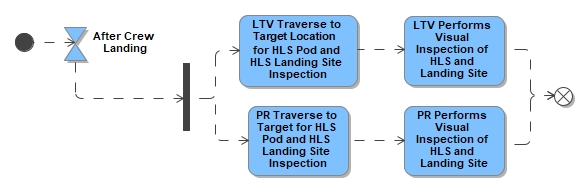 After Crew
Landing
LTV Traverse to
Target Location
for HLS Pod and
HLS Landing Site
Inspection
LTV Performs
Visual
Inspection of
HLS and
Landing Site
PR Traverse to
Target for HLS
Pod and HLS
Landing Site
Inspection
PR Performs
Visual
Inspection of
HLS and
Landing Site